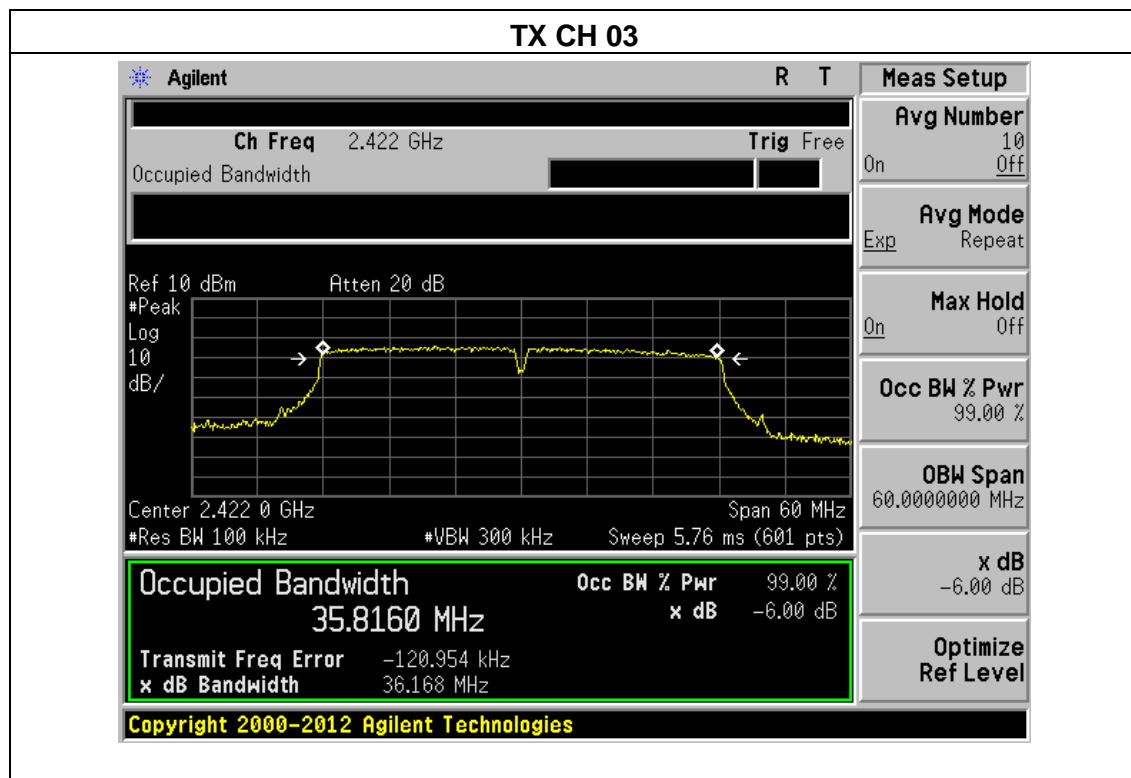 TX CH 03
Agilent R T
Ch Freq 2.422 GHz Trig Free
Occupied Bandwidth
Ref 10 dBm Atten 20 dB
#Peak
Log
10
dB/
Center 2.422 0 GHz Span 60 MHz
#Res BW 100 kHz #VBW 300 kHz Sweep 5.76 ms (601 pts)
Occupied Bandwidth Occ BW % Pwr 99.00 %
35.8160 MHz x dB -6.00 dB
Transmit Freq Error -120.954 kHz
x dB Bandwidth 36.168 MHz
Copyright 2000-2012 Agilent Technologies
Meas Setup
Avg Number
10
On Off
Avg Mode
Exp Repeat
Max Hold
On Off
Occ BW % Pwr
99.00 %
OBW Span
60.0000000 MHz
x dB
-6.00 dB
Optimize
Ref Level